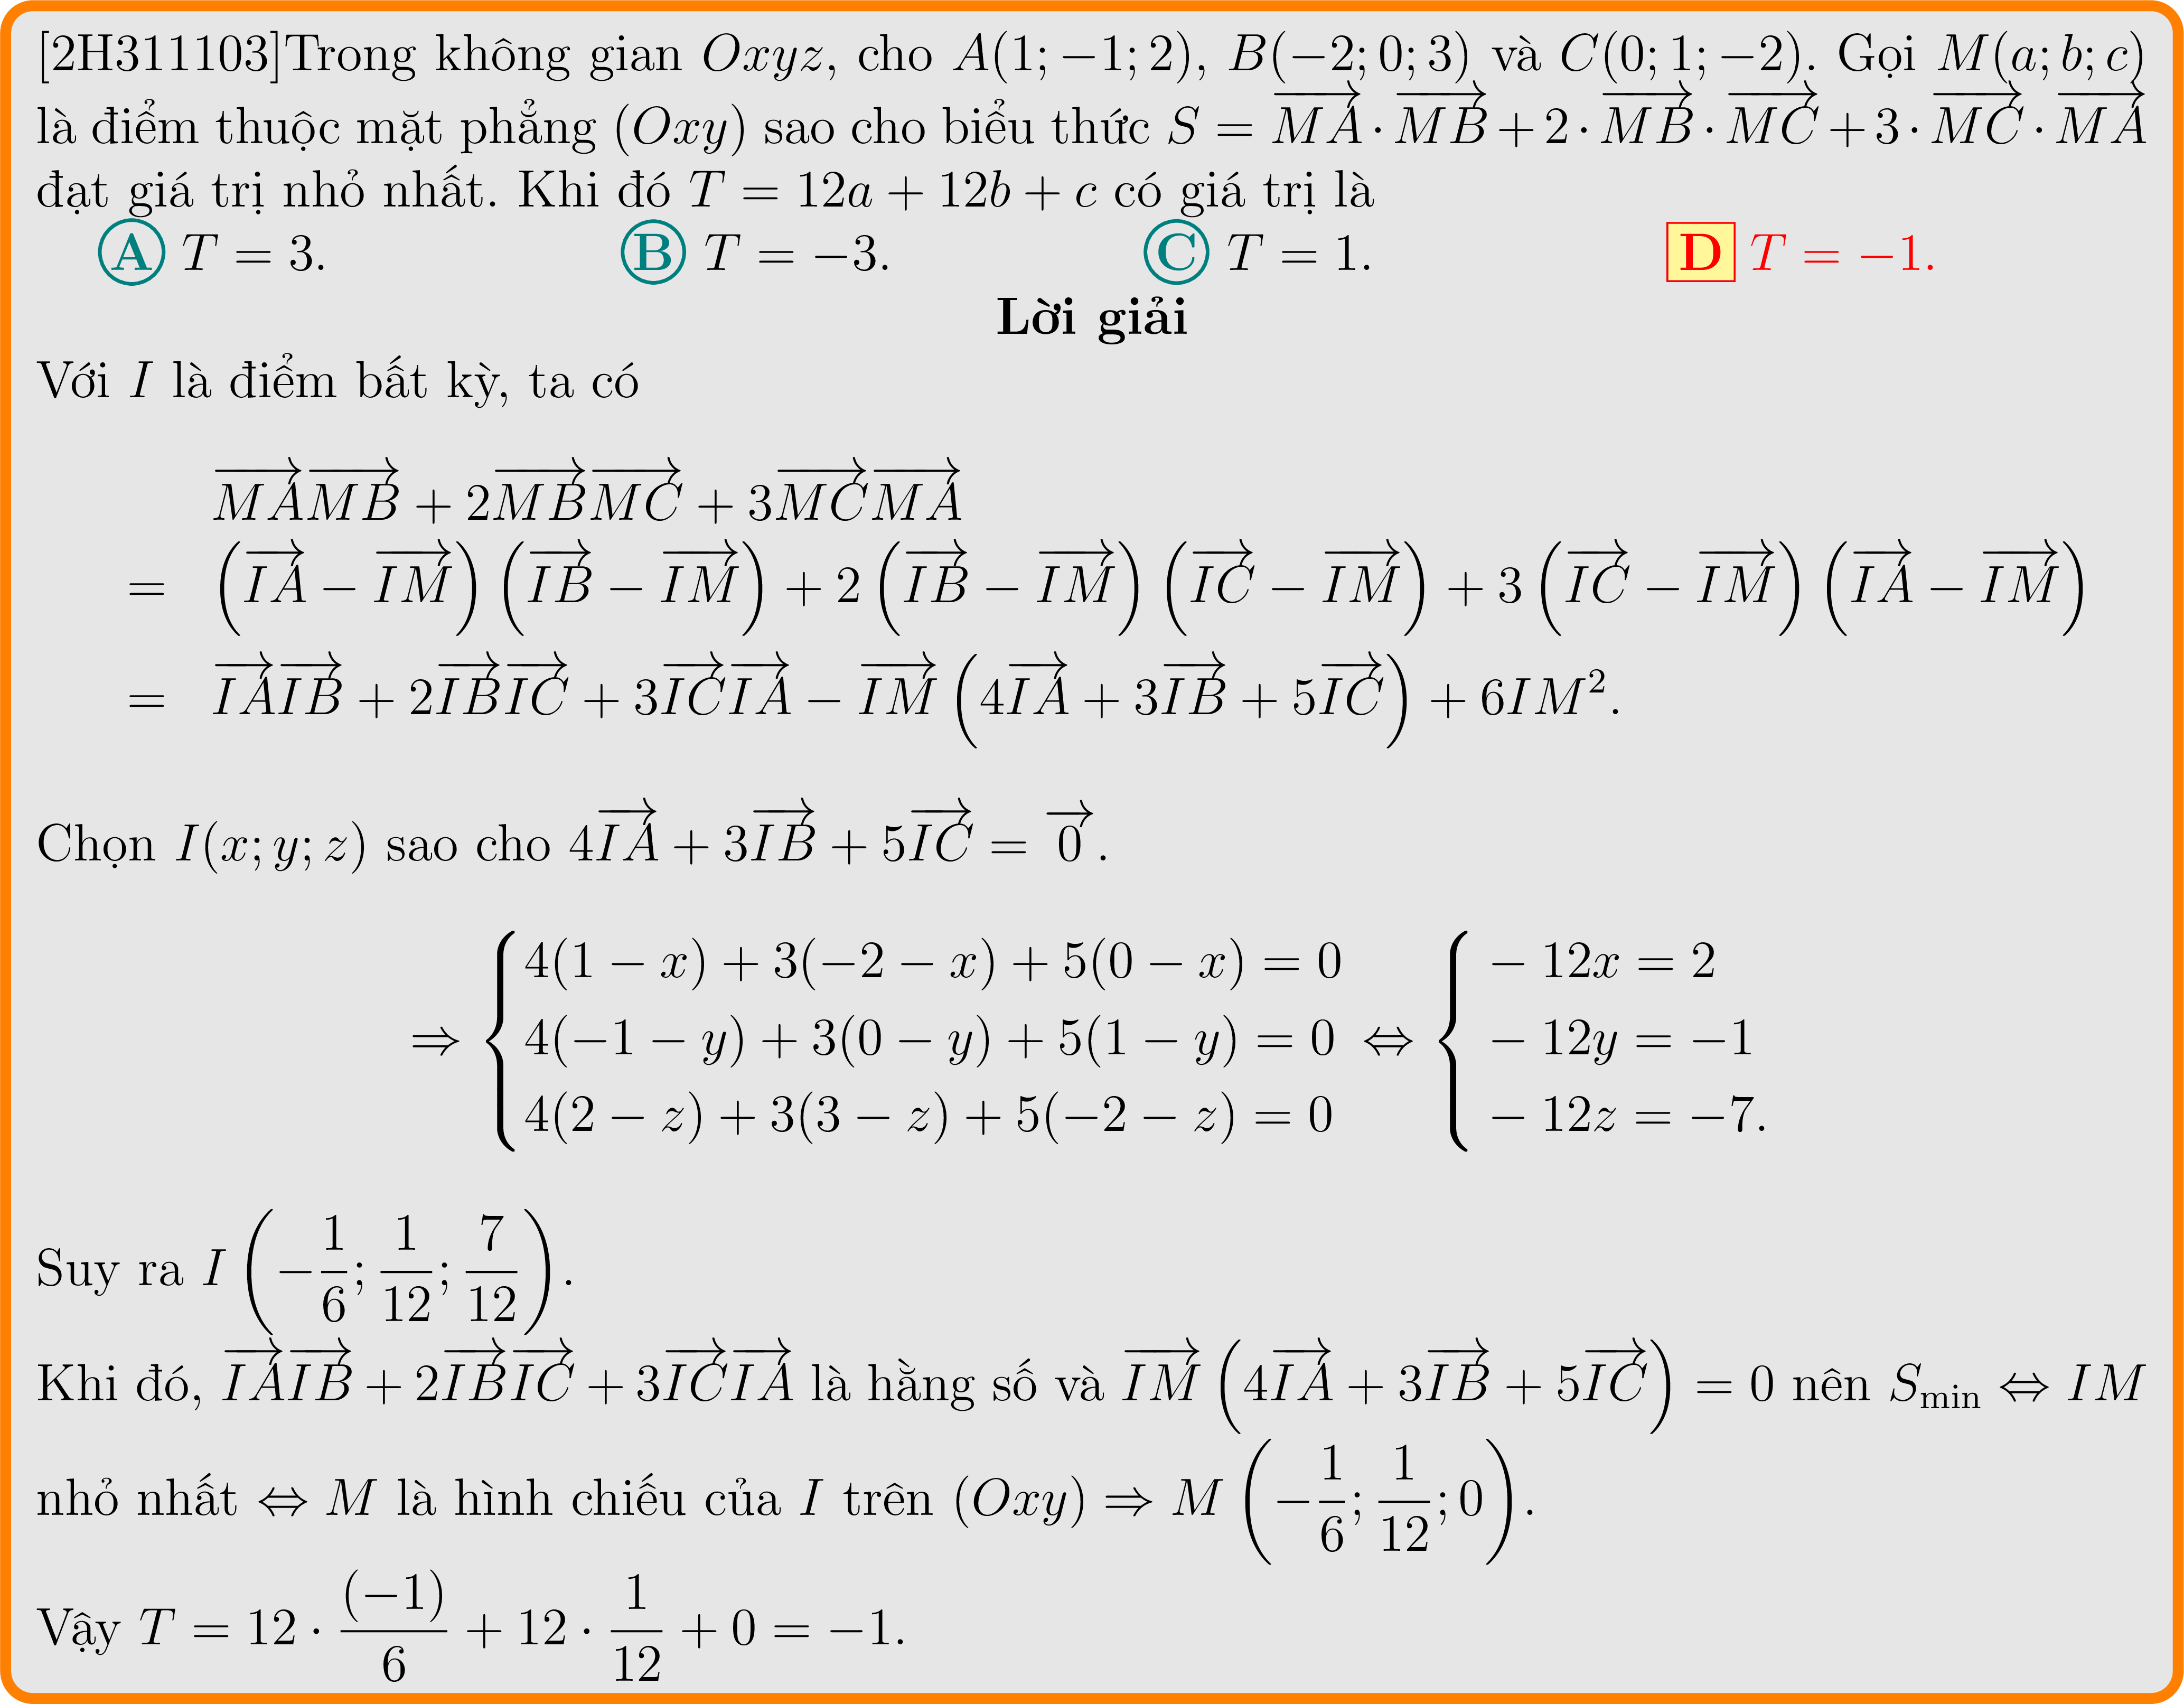 [2H311103]Trong không gian $Oxyz$, cho $A(1;-1;2)$, $B(-2;0;3)$ và $C(0;1;-2)$. Gọi $M(a;b;c)$
là điểm thuộc mặt phẳng $(Oxy)$ sao cho biểu thức $S = \overrightarrow{MA}\cdot\overrightarrow{MB}+2\cdot\overrightarrow{MB}\cdot\overrightarrow{MC}+3\cdot\overrightarrow{MC}\cdot\overrightarrow{MA}$
đạt giá trị nhỏ nhất. Khi đó $T = 12a + 12b + c$ có giá trị là
A $T = 3$. B $T = -3$. C $T = 1$. D $T = -1$.
Lời giải
Với $I$ là điểm bất kỳ, ta có
$\overrightarrow{MA}\overrightarrow{MB} + 2\overrightarrow{MB}\overrightarrow{MC} + 3\overrightarrow{MC}\overrightarrow{MA}$
$= \left(\overrightarrow{IA} - \overrightarrow{IM}\right)\left(\overrightarrow{IB} - \overrightarrow{IM}\right) + 2\left(\overrightarrow{IB} - \overrightarrow{IM}\right)\left(\overrightarrow{IC} - \overrightarrow{IM}\right) + 3\left(\overrightarrow{IC} - \overrightarrow{IM}\right)\left(\overrightarrow{IA} - \overrightarrow{IM}\right)$
$= \overrightarrow{IA}\overrightarrow{IB} + 2\overrightarrow{IB}\overrightarrow{IC} + 3\overrightarrow{IC}\overrightarrow{IA} - \overrightarrow{IM}\left(4\overrightarrow{IA} + 3\overrightarrow{IB} + 5\overrightarrow{IC}\right) + 6IM^2$.
Chọn $I(x;y;z)$ sao cho $4\overrightarrow{IA} + 3\overrightarrow{IB} + 5\overrightarrow{IC} = \overrightarrow{0}$.
$\Rightarrow \begin{cases} 4(1-x)+3(-2-x)+5(0-x)=0 \\ 4(-1-y)+3(0-y)+5(1-y)=0 \\ 4(2-z)+3(3-z)+5(-2-z)=0 \end{cases} \Leftrightarrow \begin{cases} -12x=2 \\ -12y=-1 \\ -12z=-7. \end{cases}$
Suy ra $I\left(-\dfrac{1}{6};\dfrac{1}{12};\dfrac{7}{12}\right)$.
Khi đó, $\overrightarrow{IA}\overrightarrow{IB} + 2\overrightarrow{IB}\overrightarrow{IC} + 3\overrightarrow{IC}\overrightarrow{IA}$ là hằng số và $\overrightarrow{IM}\left(4\overrightarrow{IA} + 3\overrightarrow{IB} + 5\overrightarrow{IC}\right) = 0$ nên $S_{\min} \Leftrightarrow IM$
nhỏ nhất $\Leftrightarrow M$ là hình chiếu của $I$ trên $(Oxy) \Rightarrow M\left(-\dfrac{1}{6};\dfrac{1}{12};0\right)$.
Vậy $T = 12\cdot\dfrac{(-1)}{6} + 12\cdot\dfrac{1}{12} + 0 = -1$.